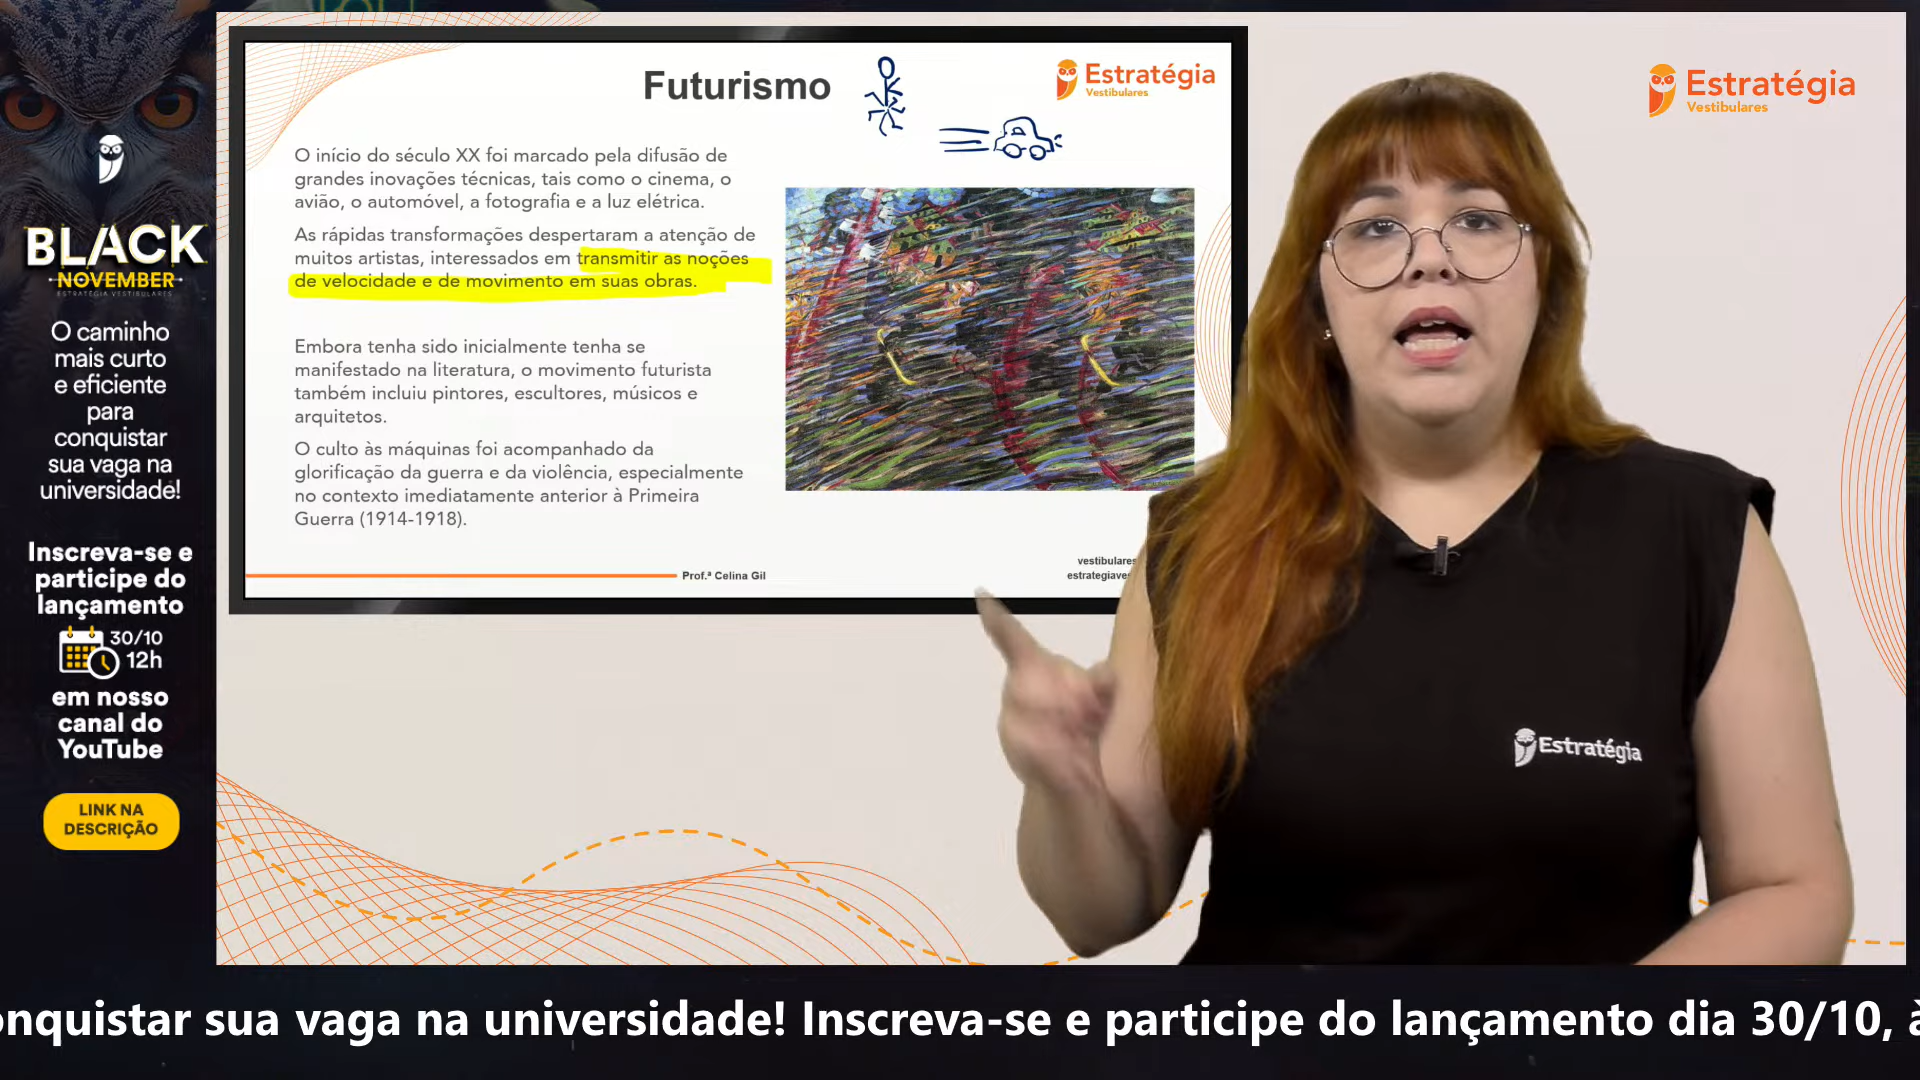 BLACK
NOVEMBER
ESTRATÉGIA VESTIBULARES
O caminho
mais curto
e eficiente
para
conquistar
sua vaga na
universidade!
Inscreva-se e
participe do
lançamento
30/10
12h
em nosso
canal do
YouTube
LINK NA
DESCRIÇÃO
Futurismo
Estratégia
Vestibulares
O início do século XX foi marcado pela difusão de
grandes inovações técnicas, tais como o cinema, o
avião, o automóvel, a fotografia e a luz elétrica.
As rápidas transformações despertaram a atenção de
muitos artistas, interessados em transmitir as noções
de velocidade e de movimento em suas obras.
Embora tenha sido inicialmente tenha se
manifestado na literatura, o movimento futurista
também incluiu pintores, escultores, músicos e
arquitetos.
O culto às máquinas foi acompanhado da
glorificação da guerra e da violência, especialmente
no contexto imediatamente anterior à Primeira
Guerra (1914-1918).
Prof.ª Celina Gil
vestibulares
estrategiave
Estratégia
Vestibulares
Estratégia
onquistar sua vaga na universidade! Inscreva-se e participe do lançamento dia 30/10, à